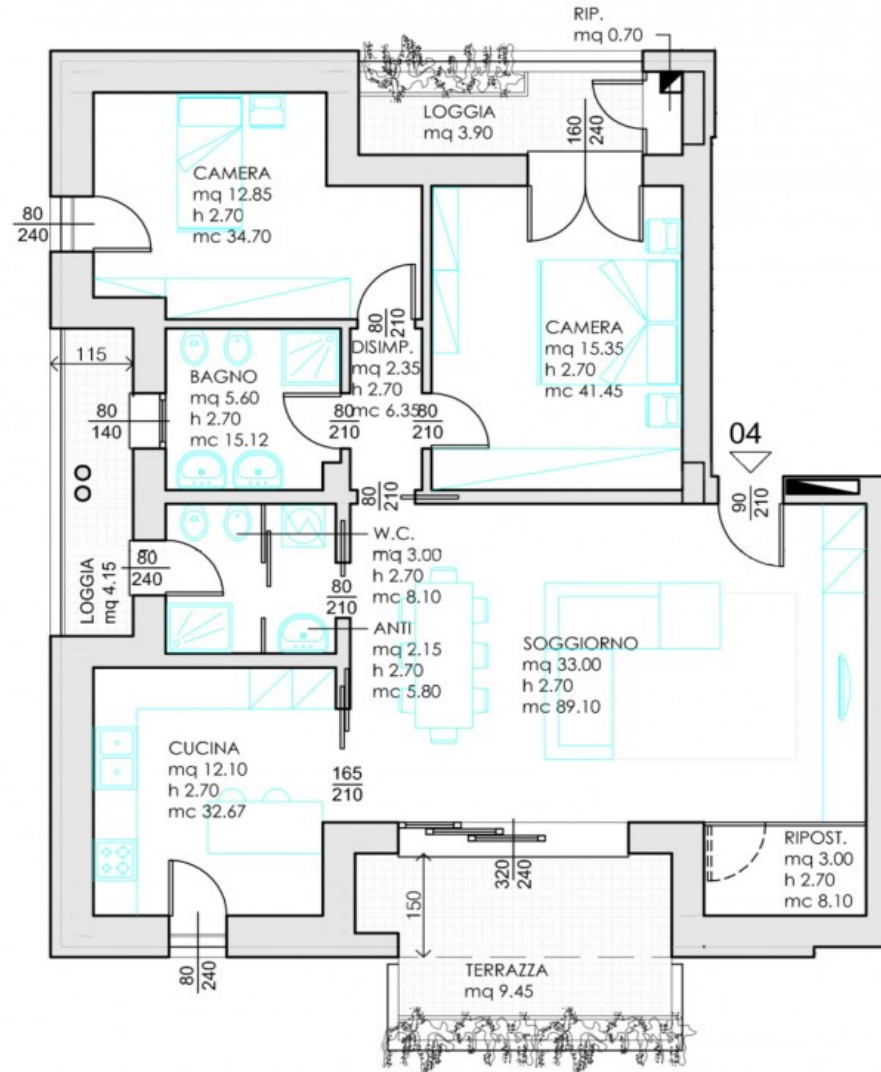 RIP.
mq 0.70
LOGGIA
mq 3.90
160
240
CAMERA
mq 12.85
h 2.70
mc 34.70
80
240
80
210
CAMERA
mq 15.35
h 2.70
mc 41.45
115
BAGNO
mq 5.60
h 2.70
mc 15.12
DISIMP.
mq 2.35
h 2.70
mc 6.35
80
140
80
210
80
210
04
90
210
80
210
LOGGIA
mq 4.15
80
240
W.C.
mq 3.00
h 2.70
mc 8.10
80
210
ANTI
mq 2.15
h 2.70
mc 5.80
SOGGIORNO
mq 33.00
h 2.70
mc 89.10
CUCINA
mq 12.10
h 2.70
mc 32.67
165
210
320
240
RIPOST.
mq 3.00
h 2.70
mc 8.10
150
80
240
TERRAZZA
mq 9.45